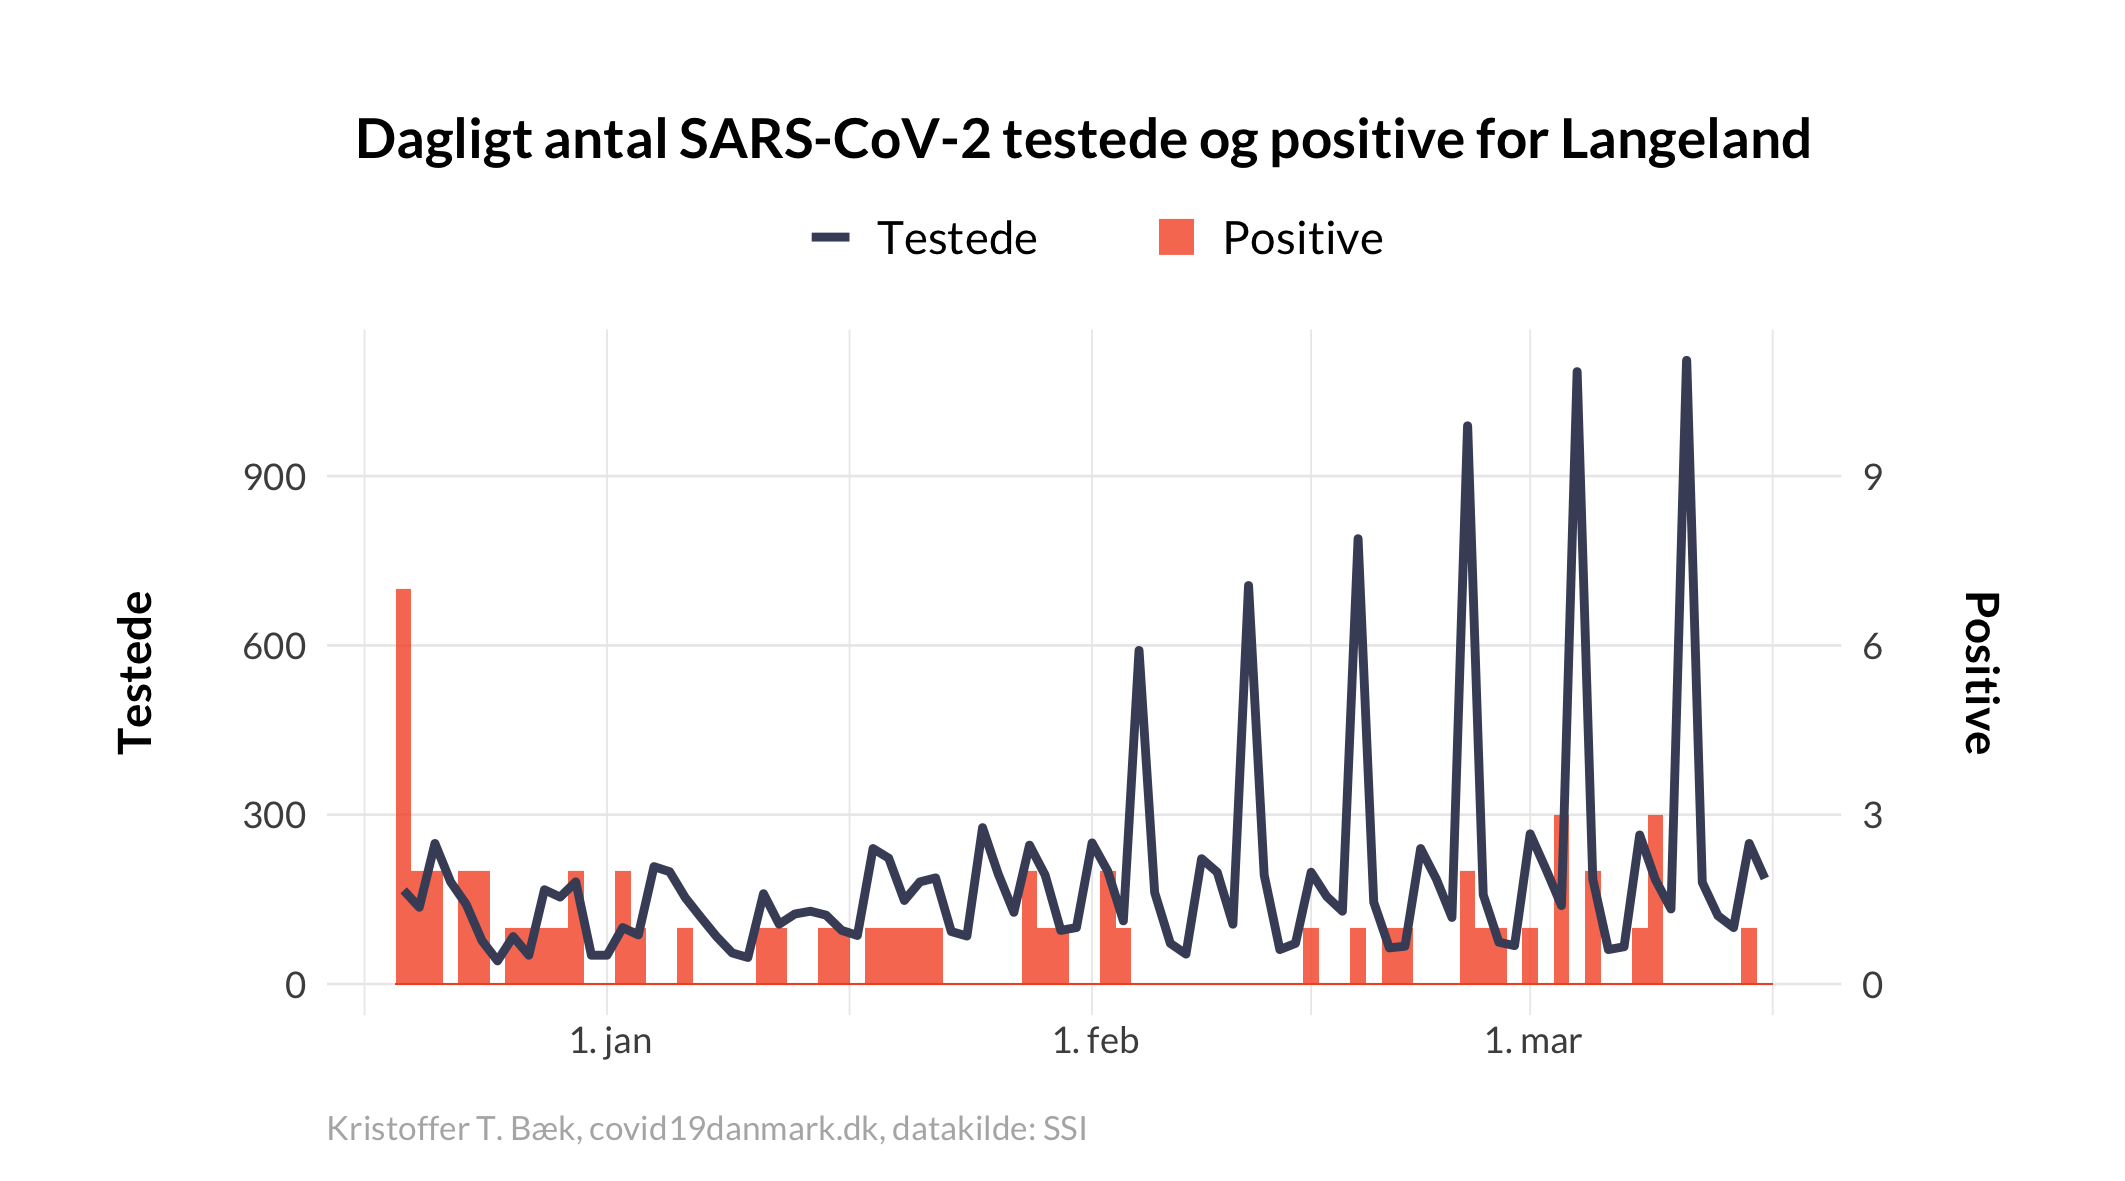 Dagligt antal SARS-CoV-2 testede og positive for Langeland
Testede
Positive
900
600
300
0
9
6
3
0
Testede
Positive
1. jan
1. feb
1. mar
Kristoffer T. Bæk, covid19danmark.dk, datakilde: SSI